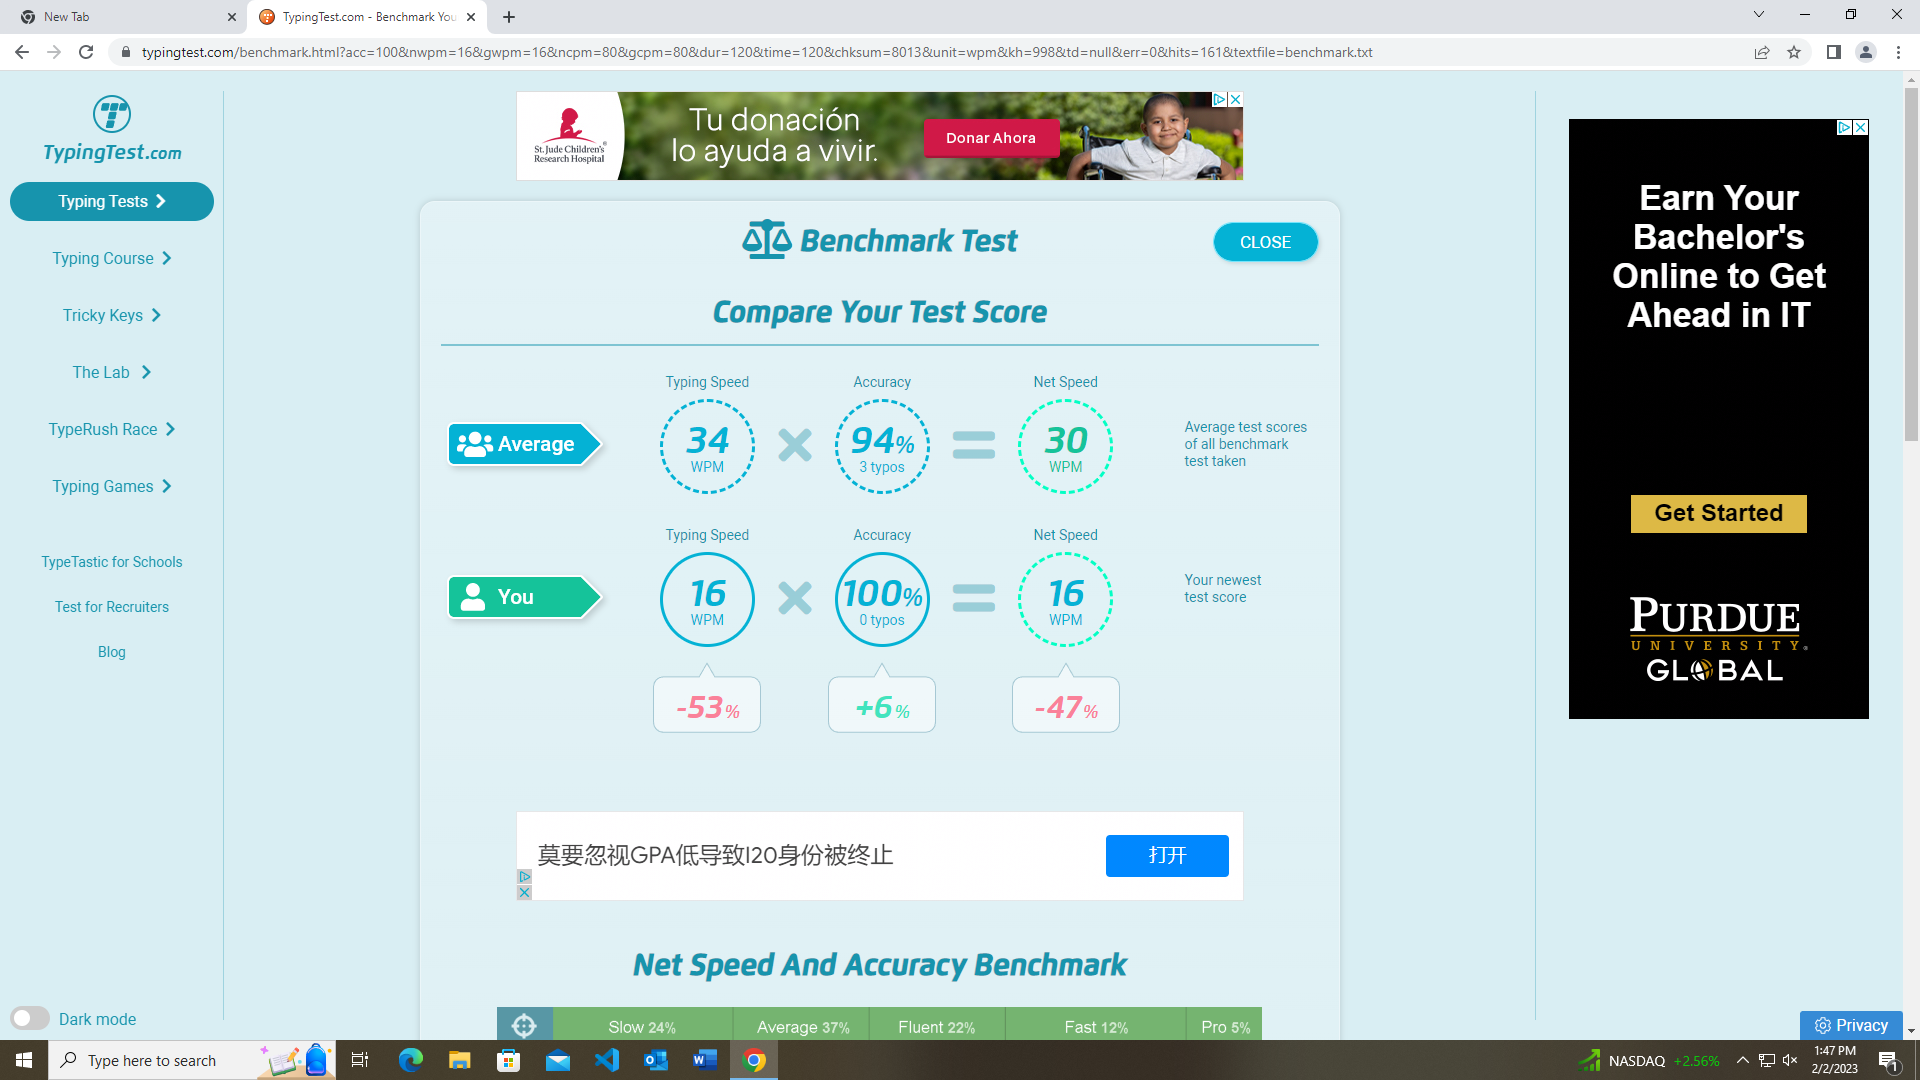 New Tab
TypingTest.com - Benchmark You
typingtest.com/benchmark.html?acc=100&nwpm=16&gwpm=16&ncpm=80&gcpm=80&dur=120&time=120&chksum=8013&unit=wpm&kh=998&td=null&err=0&hits=161&textfile=benchmark.txt
TypingTest.com
Typing Tests
Typing Course
Tricky Keys
The Lab
TypeRush Race
Typing Games
TypeTastic for Schools
Test for Recruiters
Blog
Dark mode
St. Jude Children's
Research Hospital
Tu donación
lo ayuda a vivir.
Donar Ahora
Benchmark Test
CLOSE
Compare Your Test Score
Typing Speed
Accuracy
Net Speed
Average
34
WPM
94%
3 typos
30
WPM
Average test scores
of all benchmark
test taken
Typing Speed
Accuracy
Net Speed
You
16
WPM
100%
0 typos
16
WPM
Your newest
test score
-53%
+6%
-47%
莫要忽视GPA低导致I20身份被终止
打开
Net Speed And Accuracy Benchmark
Slow 24%
Average 37%
Fluent 22%
Fast 12%
Pro 5%
Earn Your
Bachelor's
Online to Get
Ahead in IT
Get Started
PURDUE
UNIVERSITY®
GLOBAL
Privacy
Type here to search
NASDAQ +2.56%
1:47 PM
2/2/2023
1